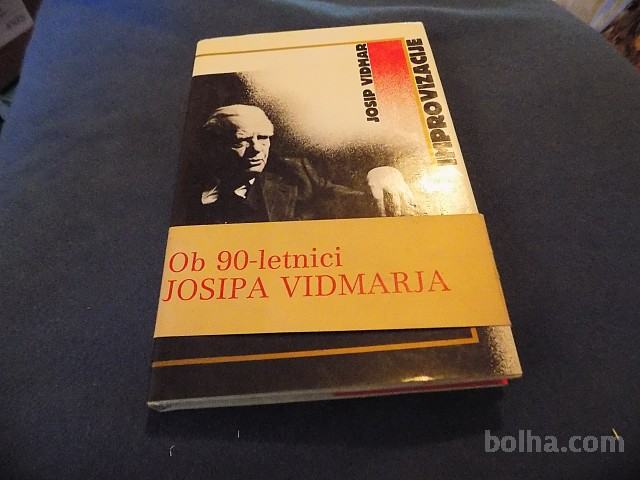 JOSIP VIDMAR
IMPROVIZACIJE
Ob 90-letnici
JOSIPA VIDMARJA
bolha.com